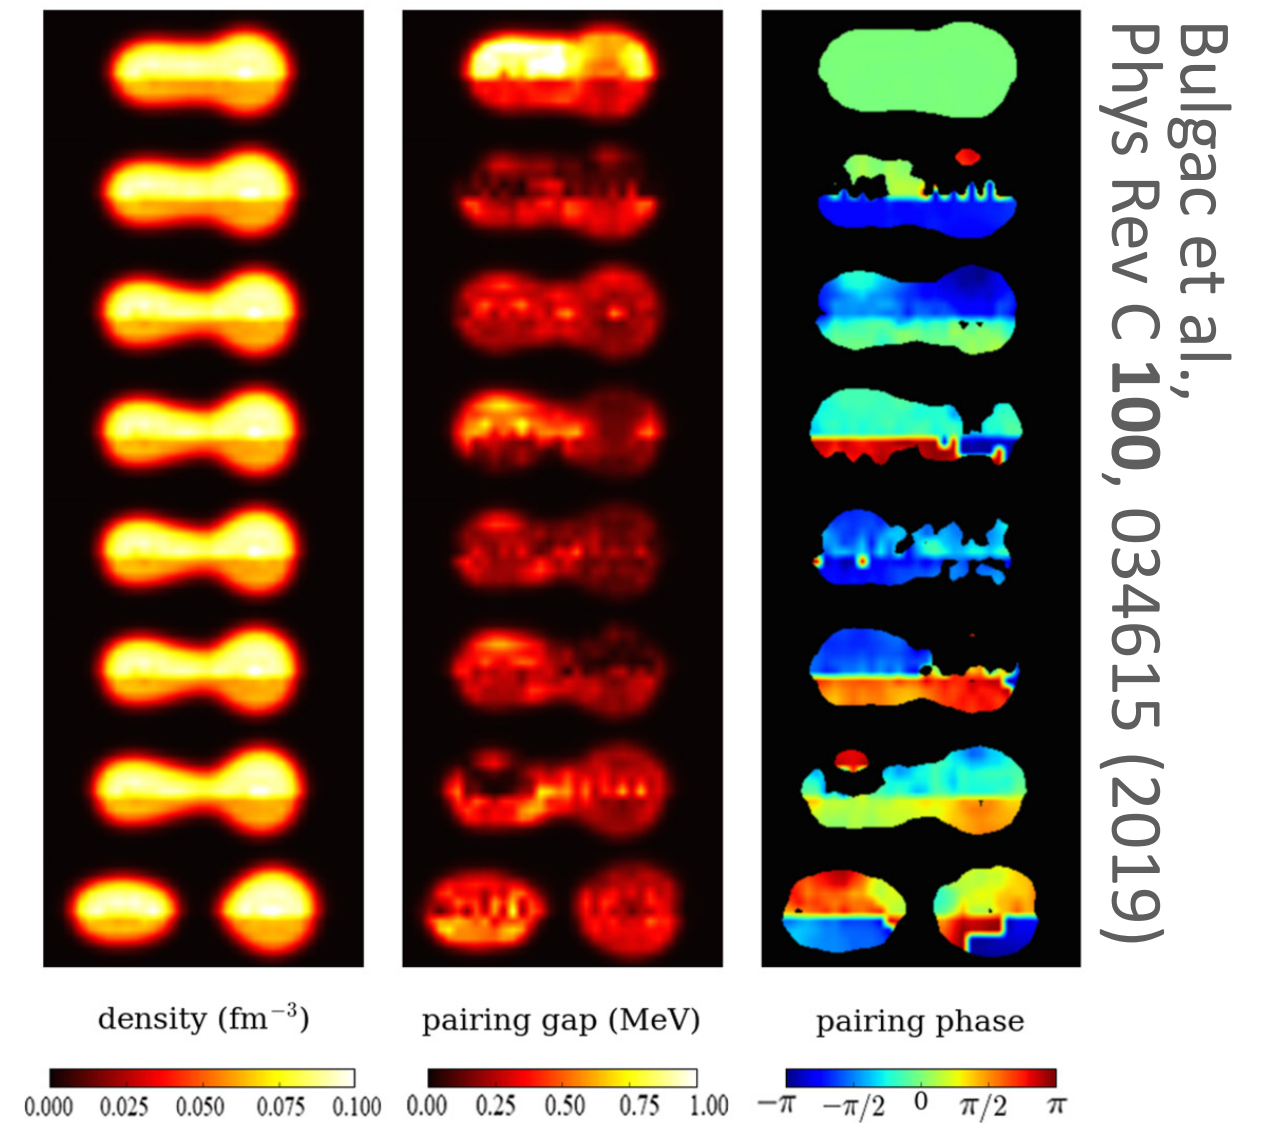 Bulgac et al.,
Phys Rev C 100, 034615 (2019)
density (fm⁻³)
0.000 0.025 0.050 0.075 0.100
pairing gap (MeV)
0.00 0.25 0.50 0.75 1.00
pairing phase
−π −π/2 0 π/2 π